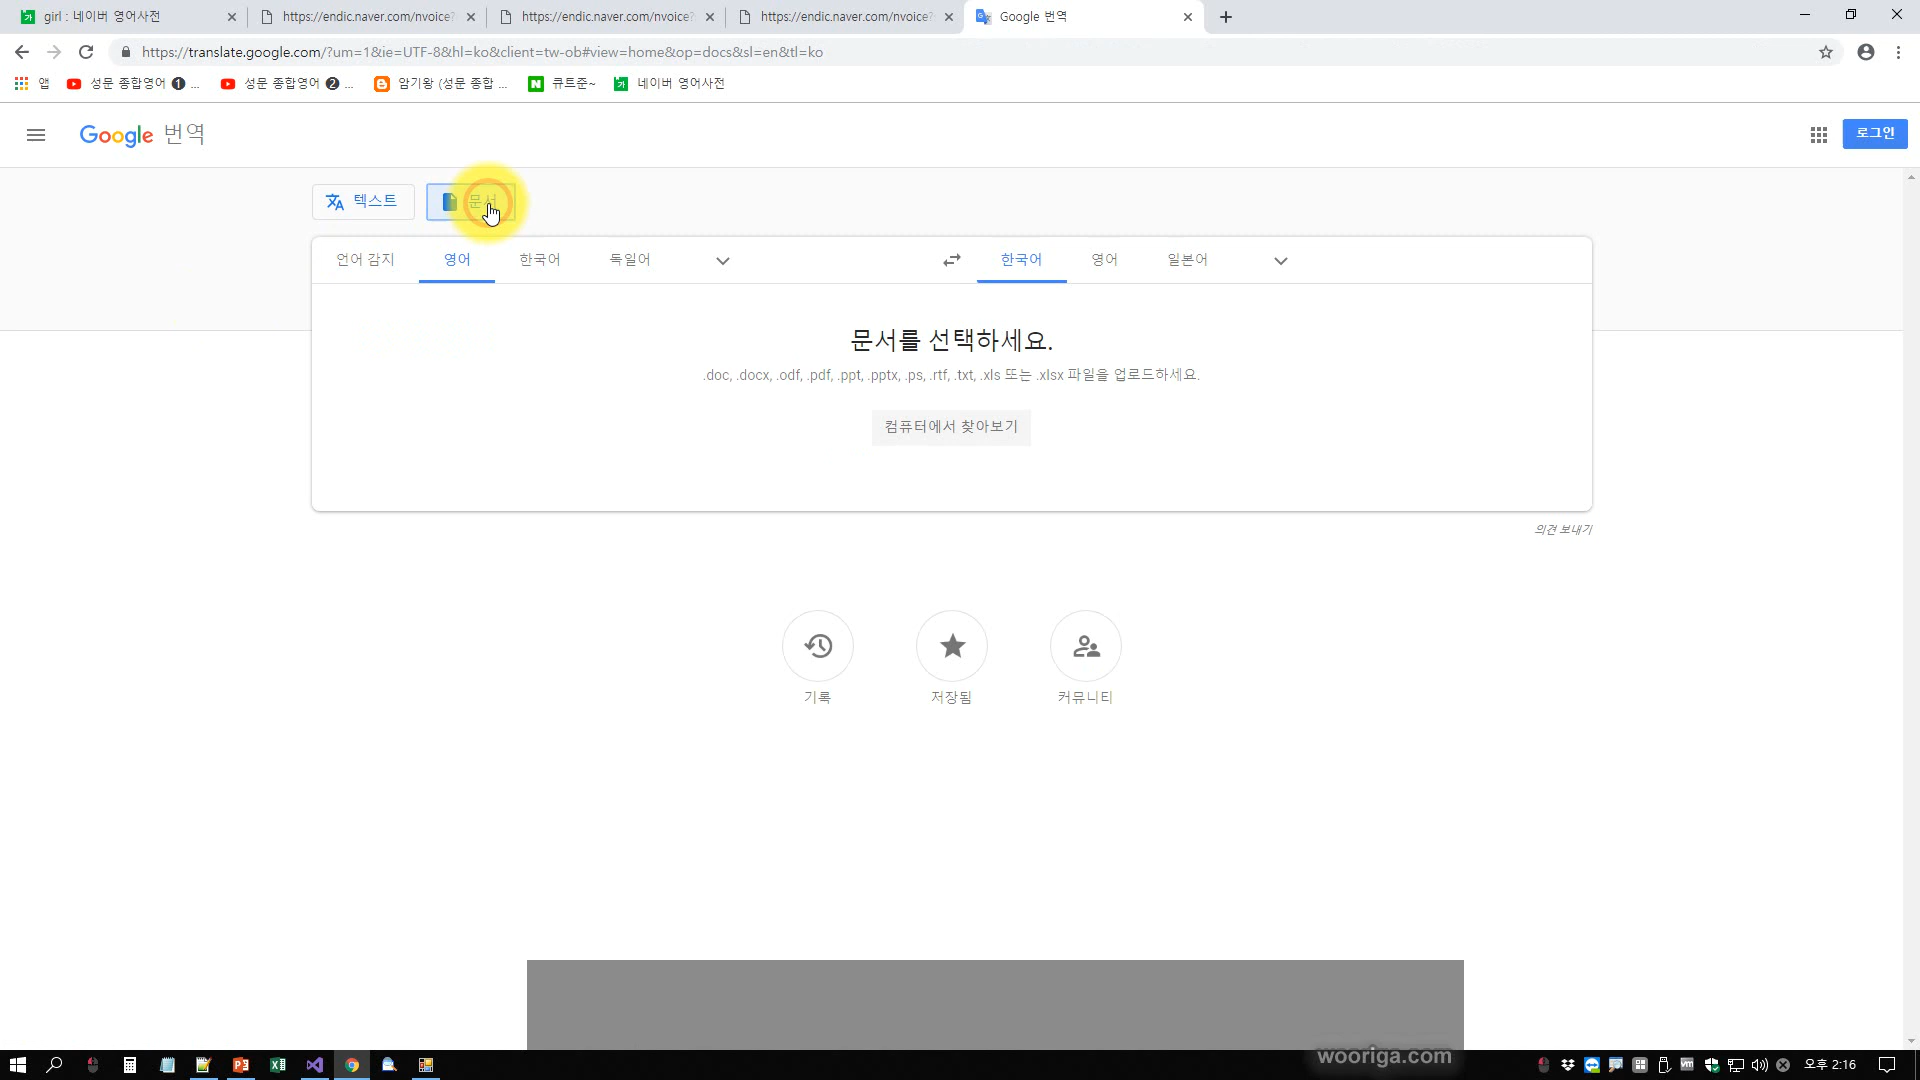 girl : 네이버 영어사전
https://endic.naver.com/nvoice?
https://endic.naver.com/nvoice?
https://endic.naver.com/nvoice?
Google 번역
https://translate.google.com/?um=1&ie=UTF-8&hl=ko&client=tw-ob#view=home&op=docs&sl=en&tl=ko
앱
성문 종합영어 ❶ ...
성문 종합영어 ❷ ...
암기왕 (성문 종합 ...
큐트준~
네이버 영어사전
Google 번역
로그인
텍스트
문서
언어 감지 영어 한국어 독일어
한국어 영어 일본어
문서를 선택하세요.
.doc, .docx, .odf, .pdf, .ppt, .pptx, .ps, .rtf, .txt, .xls 또는 .xlsx 파일을 업로드하세요.
컴퓨터에서 찾아보기
의견 보내기
기록
저장됨
커뮤니티
wooriga.com
오후 2:16